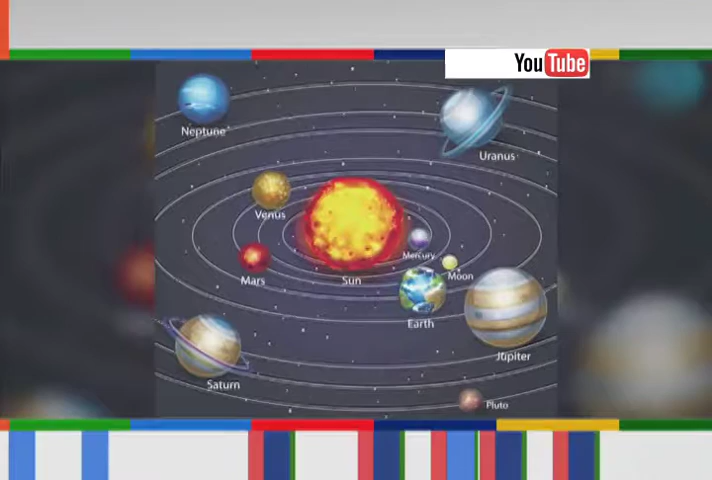 YouTube
Neptune
Uranus
Venus
Mercury
Moon
Mars
Sun
Earth
Jupiter
Saturn
Pluto